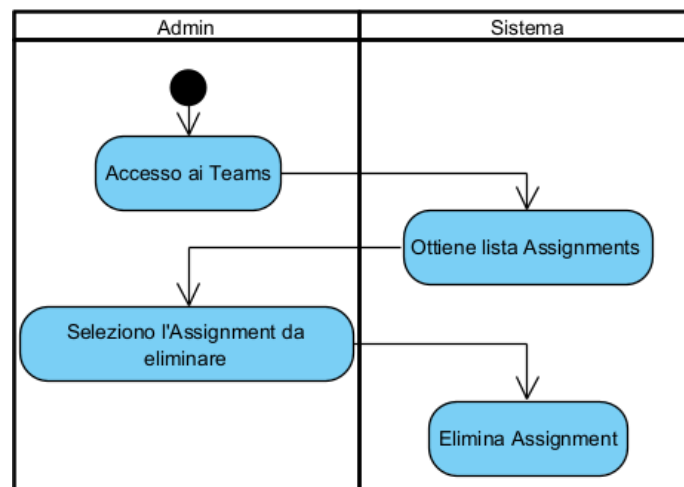 Admin
Sistema
Accesso ai Teams
Ottiene lista Assignments
Seleziono l'Assignment da
eliminare
Elimina Assignment